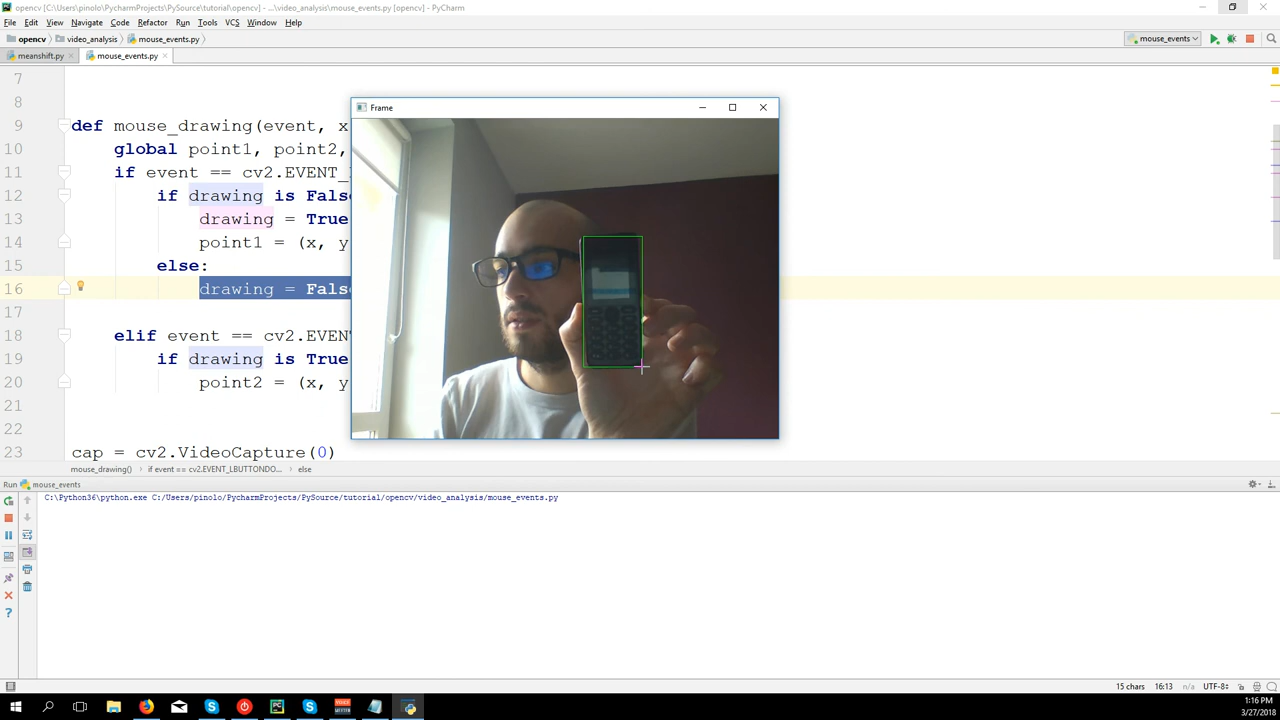 opencv [C:\Users\pinolo\PycharmProjects\PySource\tutorial\opencv] - ...\video_analysis\mouse_events.py [opencv] - PyCharm
File Edit View Navigate Code Refactor Run Tools VCS Window Help
opencv video_analysis mouse_events.py mouse_events
meanshift.py mouse_events.py
Frame
7
8
9 def mouse_drawing(event, x
10 global point1, point2,
11 if event == cv2.EVENT_
12 if drawing is Fals
13 drawing = True
14 point1 = (x, y
15 else:
16 drawing = Fals
17
18 elif event == cv2.EVENT
19 if drawing is True
20 point2 = (x, y
21
22
23 cap = cv2.VideoCapture(0)
mouse_drawing() if event == cv2.EVENT_LBUTTONDO... else
Run mouse_events
C:\Python36\python.exe C:/Users/pinolo/PycharmProjects/PySource/tutorial/opencv/video_analysis/mouse_events.py
15 chars 16:13 n/a UTF-8
1:16 PM
3/27/2018